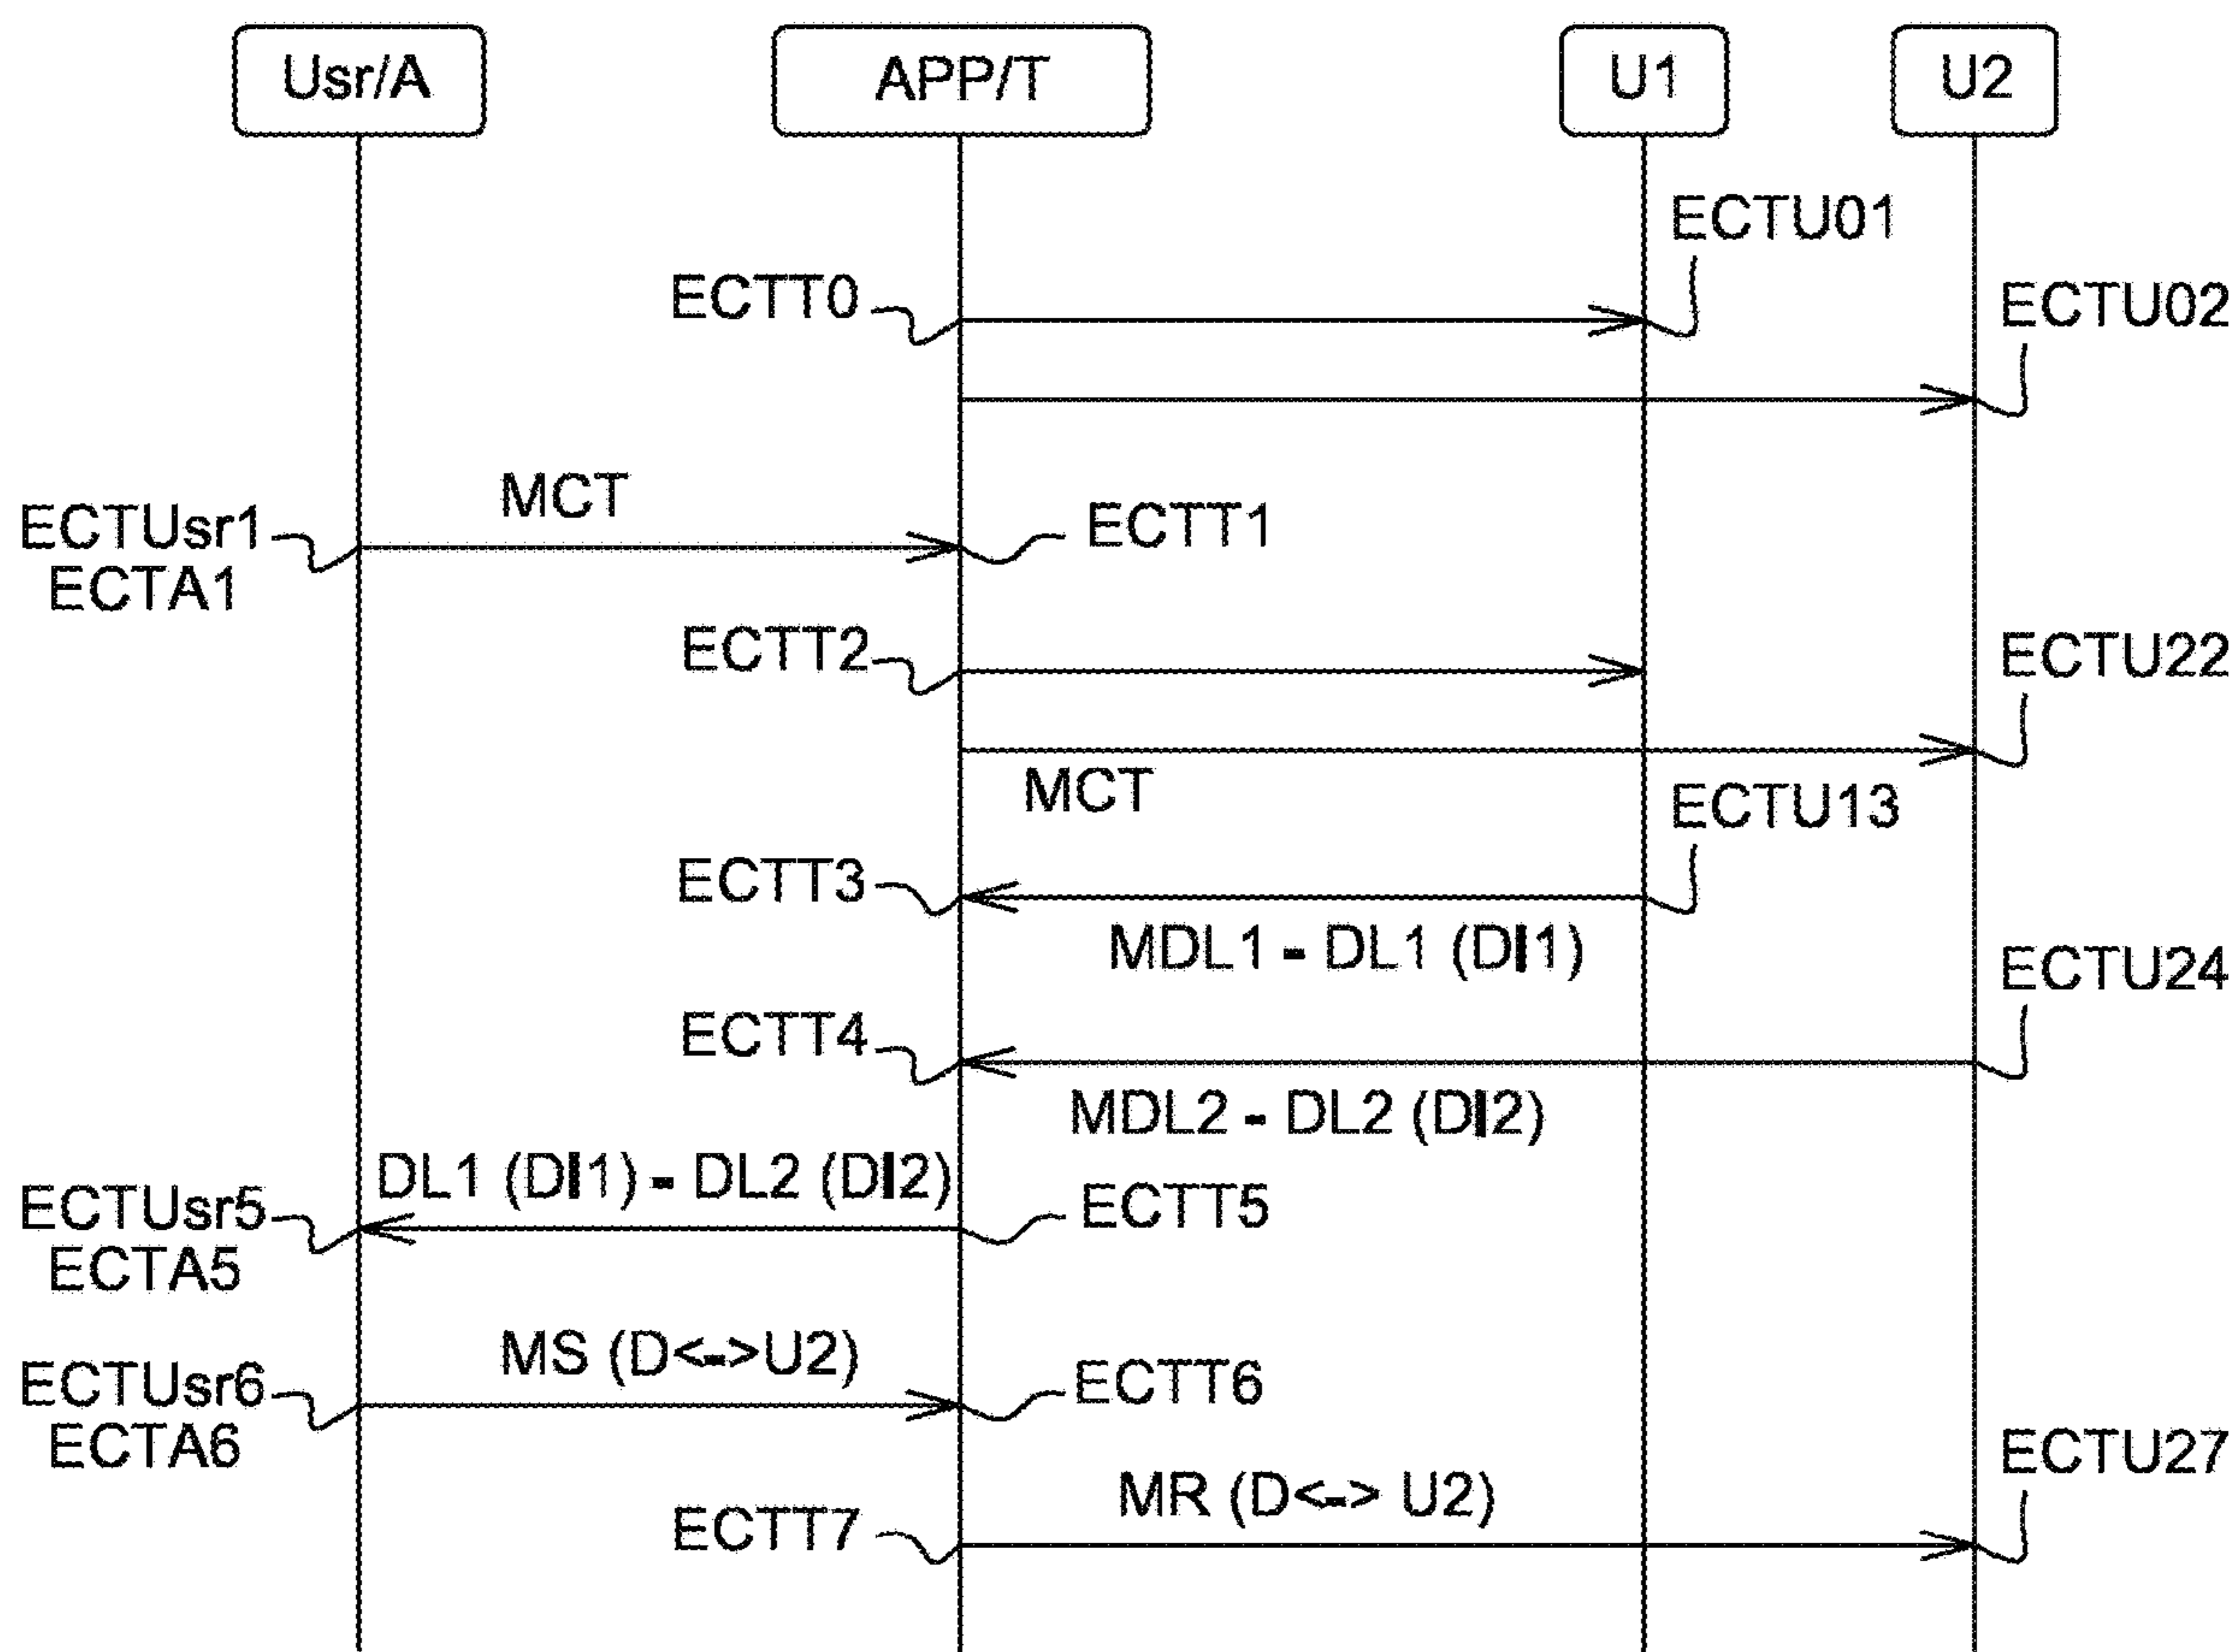 Usr/A
APP/T
U1
U2
ECTU01
ECTT0
ECTU02
MCT
ECTUsr1
ECTA1
ECTT1
ECTT2
ECTU22
MCT
ECTU13
ECTT3
MDL1 - DL1 (DI1)
ECTU24
ECTT4
MDL2 - DL2 (DI2)
DL1 (DI1) - DL2 (DI2)
ECTUsr5
ECTA5
ECTT5
MS (D<->U2)
ECTUsr6
ECTA6
ECTT6
MR (D<-> U2)
ECTU27
ECTT7